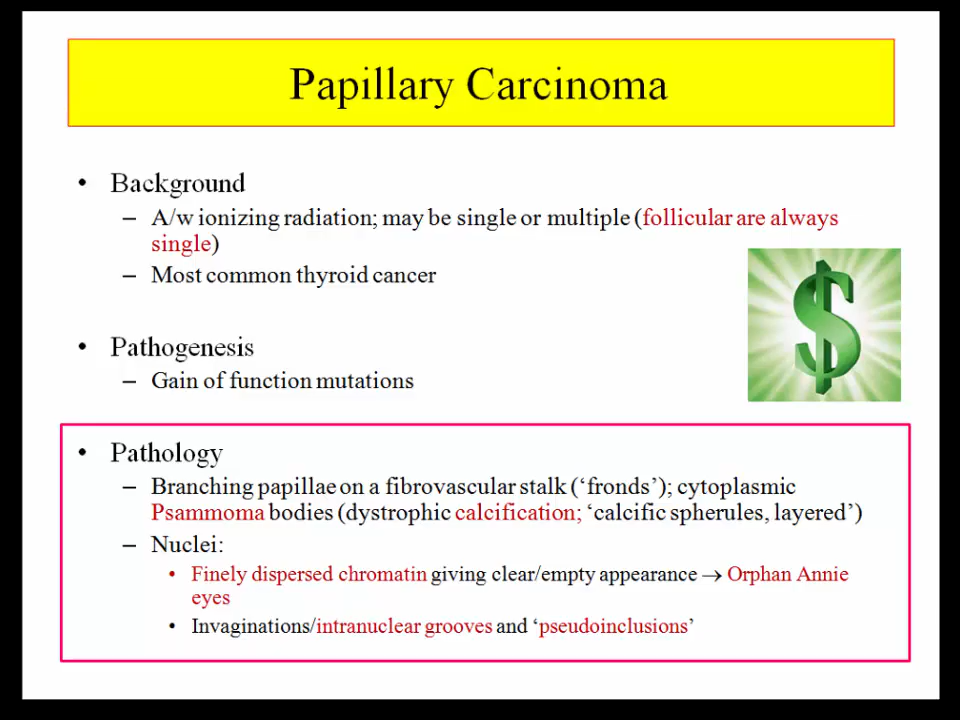 Papillary Carcinoma
• Background
– A/w ionizing radiation; may be single or multiple (follicular are always
single)
– Most common thyroid cancer
• Pathogenesis
– Gain of function mutations
• Pathology
– Branching papillae on a fibrovascular stalk (‘fronds’); cytoplasmic
Psammoma bodies (dystrophic calcification; ‘calcific spherules, layered’)
– Nuclei:
• Finely dispersed chromatin giving clear/empty appearance → Orphan Annie
eyes
• Invaginations/intranuclear grooves and ‘pseudoinclusions’
$